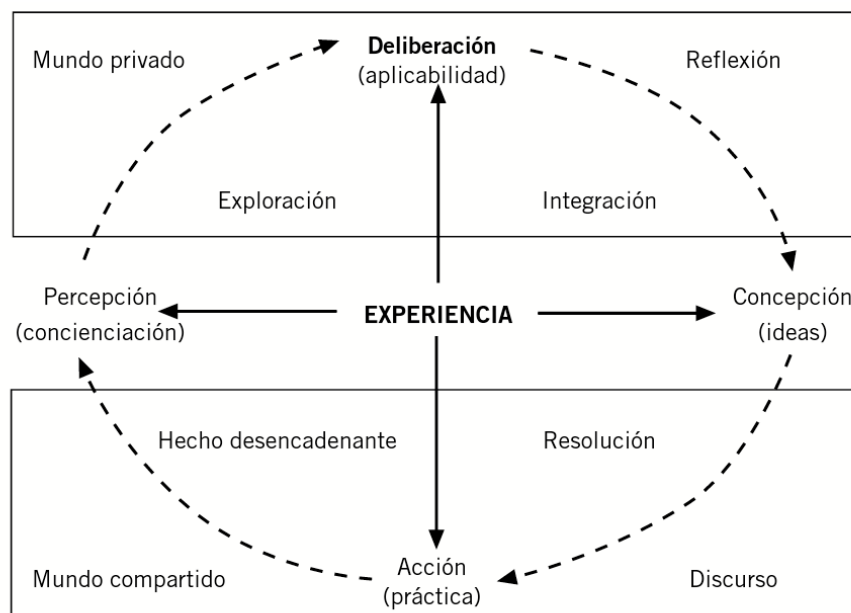 Mundo privado
Deliberación
(aplicabilidad)
Reflexión
Exploración
Integración
Percepción
(concienciación)
EXPERIENCIA
Concepción
(ideas)
Hecho desencadenante
Resolución
Mundo compartido
Acción
(práctica)
Discurso